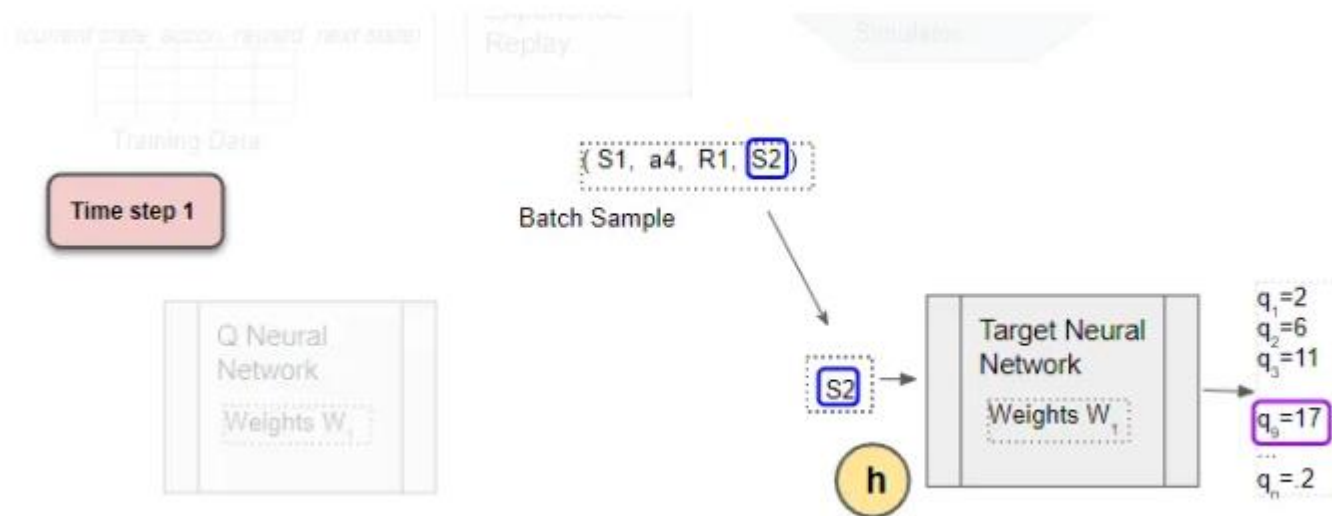 (current state, action, reward, next state)
Replay
Simulator
Training Data
( S1, a4, R1, S2 )
Time step 1
Batch Sample
Q Neural
Network
Weights W₁
S2
h
Target Neural
Network
Weights W₁
q₁=2
q₂=6
q₃=11
q₉=17
...
qₙ=.2